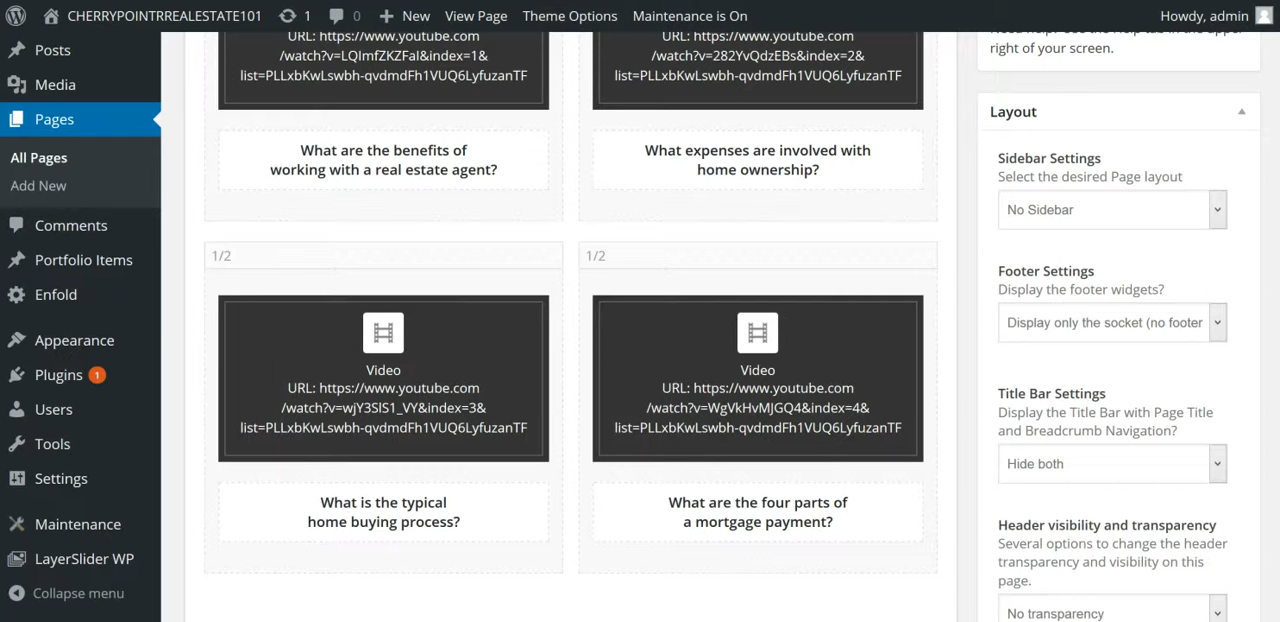 CHERRYPOINTRREALESTATE101 1 0 New View Page Theme Options Maintenance is On Howdy, admin
Posts
Media
Pages
All Pages
Add New
Comments
Portfolio Items
Enfold
Appearance
Plugins 1
Users
Tools
Settings
Maintenance
LayerSlider WP
Collapse menu
URL: https://www.youtube.com
/watch?v=LQImfZKZFaI&index=1&
list=PLLxbKwLswbh-qvdmdFh1VUQ6LyfuzanTF
What are the benefits of
working with a real estate agent?
URL: https://www.youtube.com
/watch?v=282YvQdzEBs&index=2&
list=PLLxbKwLswbh-qvdmdFh1VUQ6LyfuzanTF
What expenses are involved with
home ownership?
1/2
Video
URL: https://www.youtube.com
/watch?v=wjY3SlS1_VY&index=3&
list=PLLxbKwLswbh-qvdmdFh1VUQ6LyfuzanTF
What is the typical
home buying process?
1/2
Video
URL: https://www.youtube.com
/watch?v=WgVkHvMJGQ4&index=4&
list=PLLxbKwLswbh-qvdmdFh1VUQ6LyfuzanTF
What are the four parts of
a mortgage payment?
Need help? Use the Help tab in the upper
right of your screen.
Layout
Sidebar Settings
Select the desired Page layout
No Sidebar
Footer Settings
Display the footer widgets?
Display only the socket (no footer
Title Bar Settings
Display the Title Bar with Page Title
and Breadcrumb Navigation?
Hide both
Header visibility and transparency
Several options to change the header
transparency and visibility on this
page.
No transparency